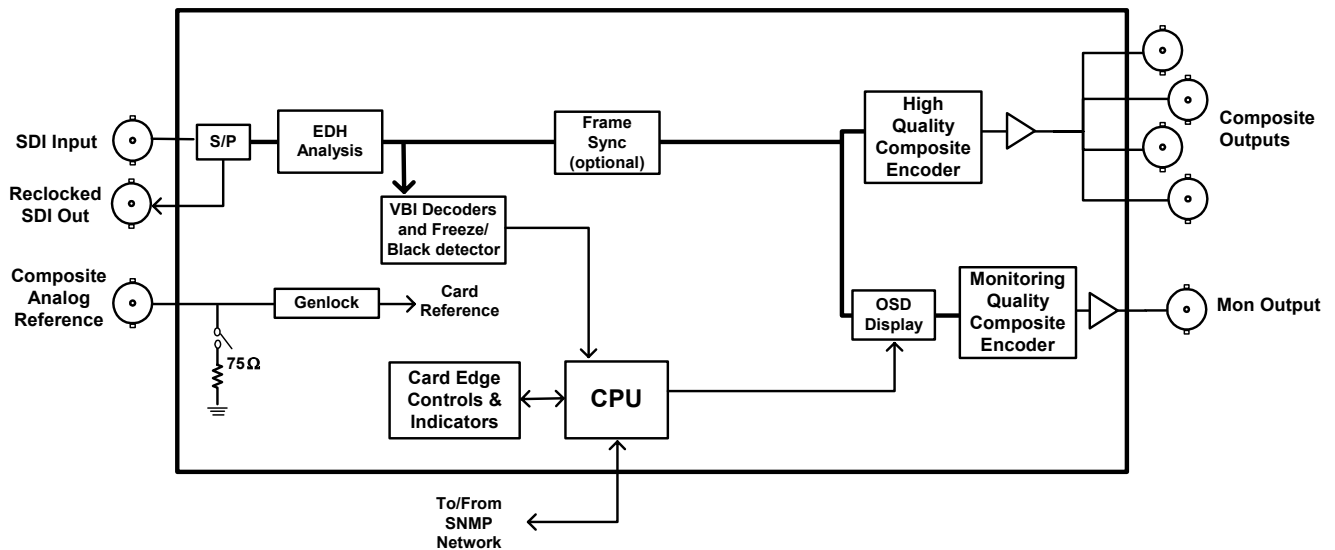 SDI Input
S/P
EDH
Analysis
Frame
Sync
(optional)
High
Quality
Composite
Encoder
Composite
Outputs
Reclocked
SDI Out
VBI Decoders
and Freeze/
Black detector
Composite
Analog
Reference
Genlock
Card
Reference
75Ω
OSD
Display
Monitoring
Quality
Composite
Encoder
Mon Output
Card Edge
Controls &
Indicators
CPU
To/From
SNMP
Network